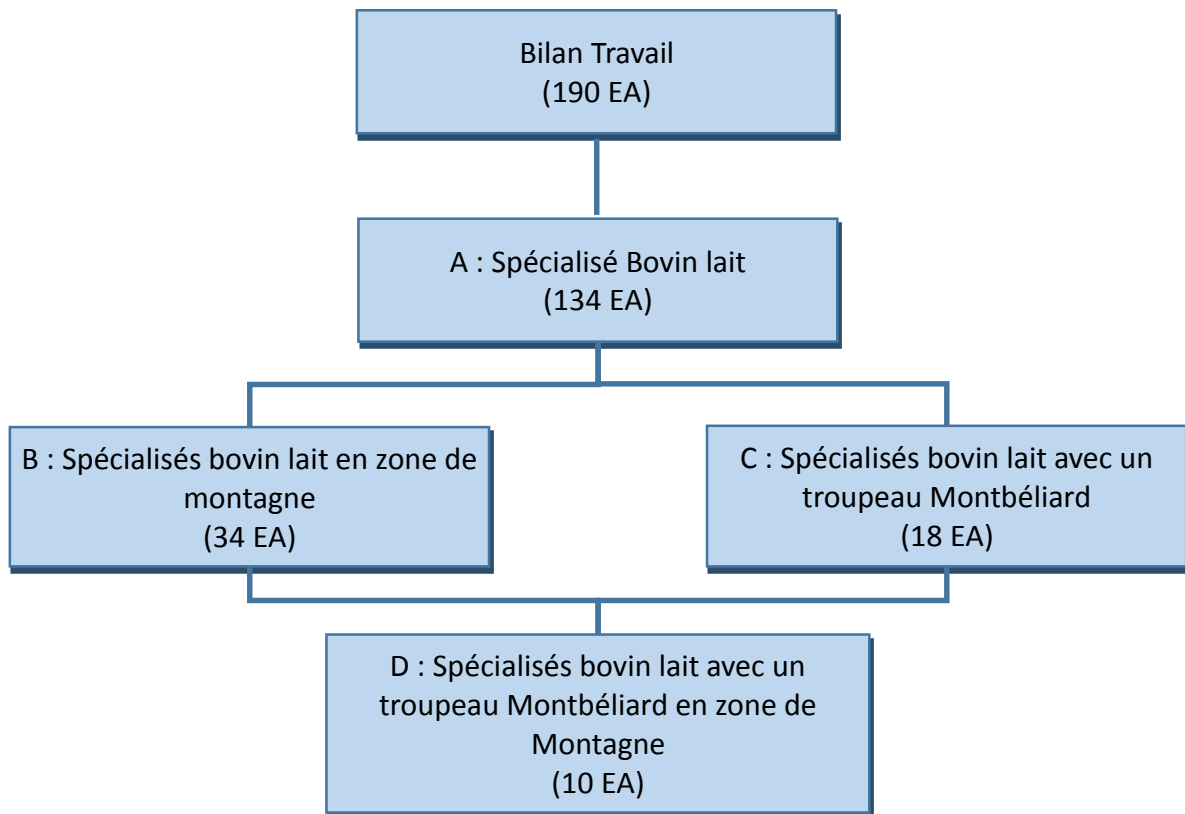 Bilan Travail
(190 EA)
A : Spécialisé Bovin lait
(134 EA)
B : Spécialisés bovin lait en zone de
montagne
(34 EA)
C : Spécialisés bovin lait avec un
troupeau Montbéliard
(18 EA)
D : Spécialisés bovin lait avec un
troupeau Montbéliard en zone de
Montagne
(10 EA)